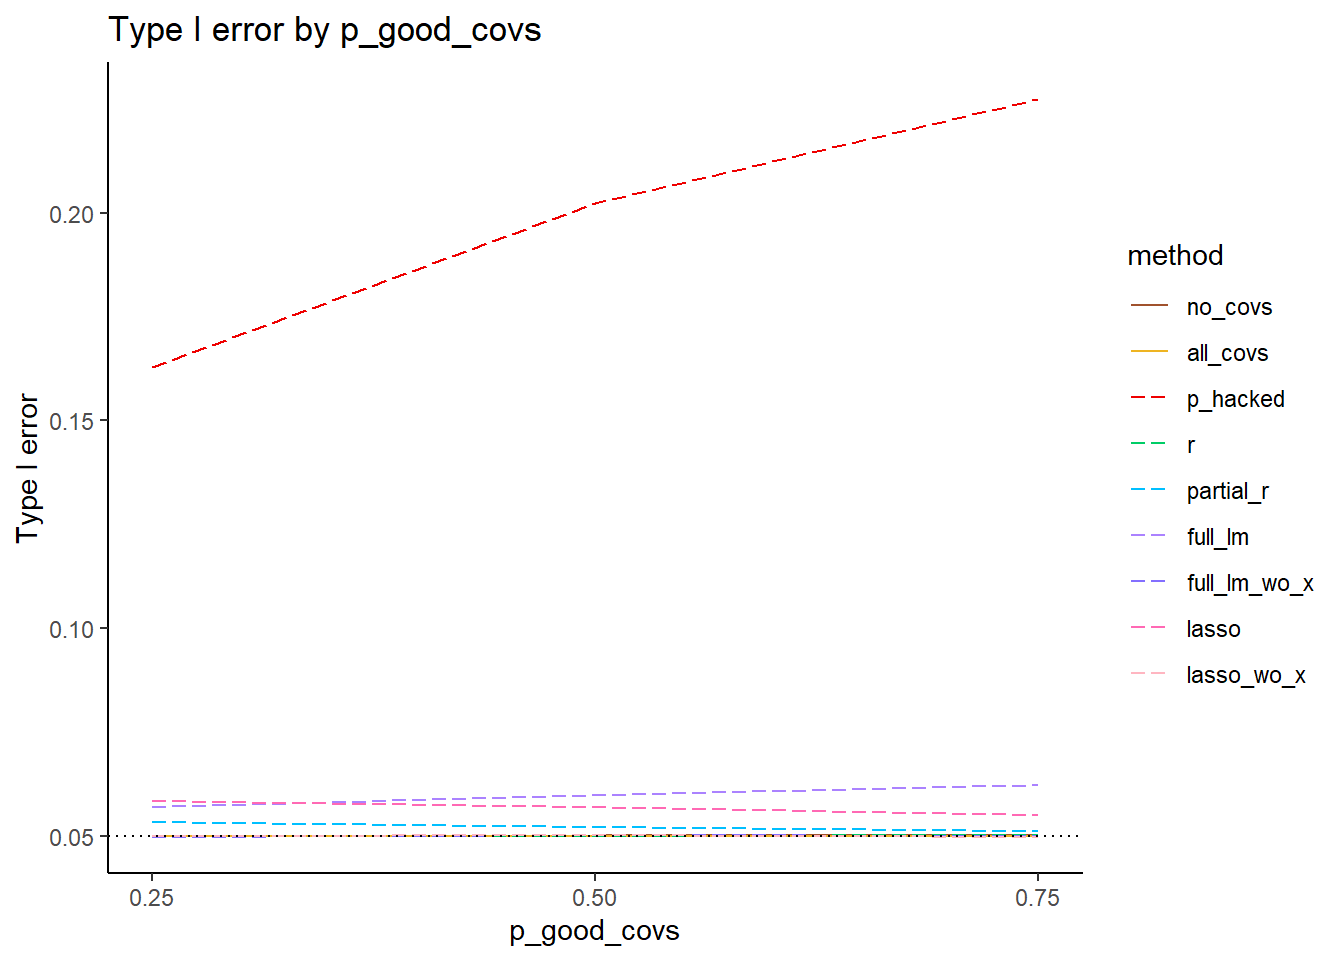 Type I error by p_good_covs
Type I error
0.20
0.15
0.10
0.05
0.25
0.50
0.75
p_good_covs
method
no_covs
all_covs
p_hacked
r
partial_r
full_lm
full_lm_wo_x
lasso
lasso_wo_x